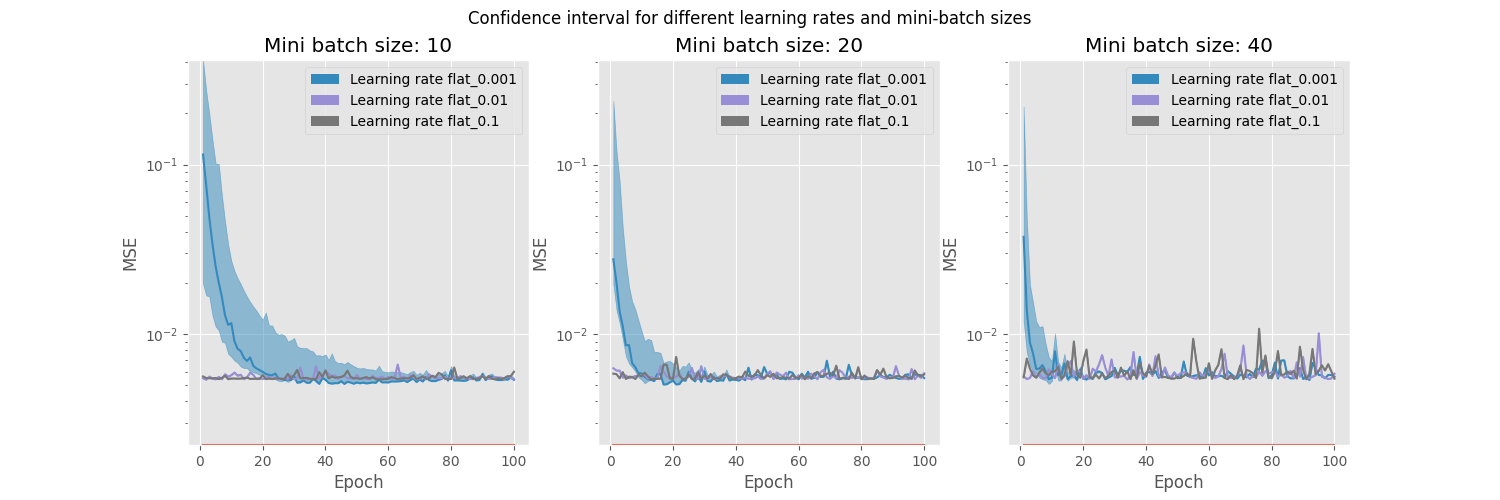 Confidence interval for different learning rates and mini-batch sizes
Mini batch size: 10
Learning rate flat_0.001
Learning rate flat_0.01
Learning rate flat_0.1
10⁻¹
10⁻²
MSE
0 20 40 60 80 100
Epoch
Mini batch size: 20
Learning rate flat_0.001
Learning rate flat_0.01
Learning rate flat_0.1
10⁻¹
10⁻²
MSE
0 20 40 60 80 100
Epoch
Mini batch size: 40
Learning rate flat_0.001
Learning rate flat_0.01
Learning rate flat_0.1
10⁻¹
10⁻²
MSE
0 20 40 60 80 100
Epoch